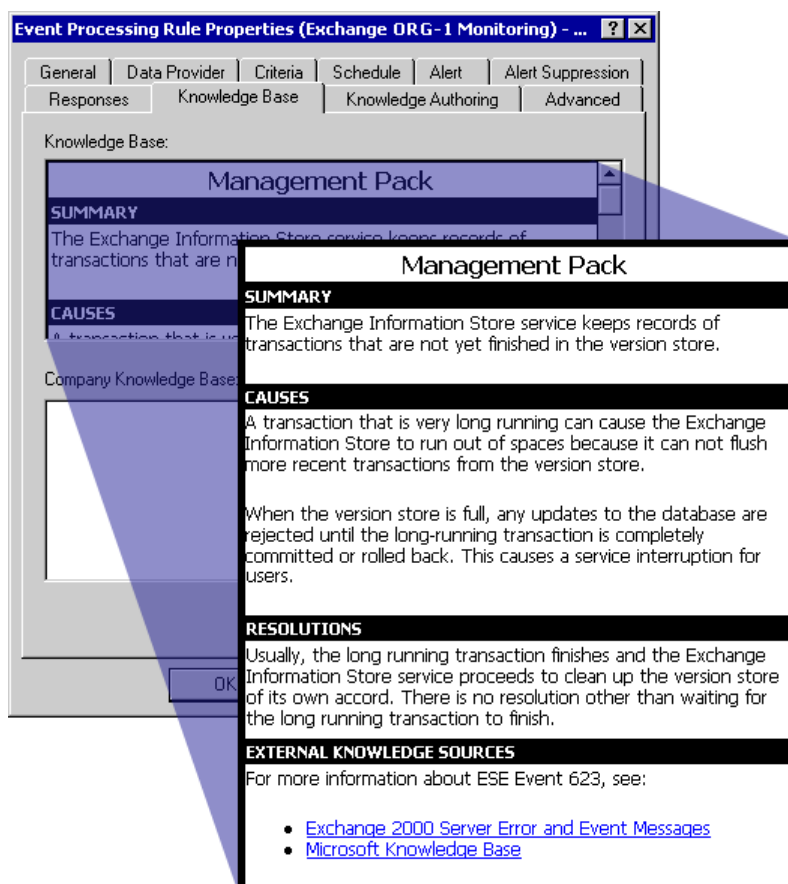 Event Processing Rule Properties (Exchange ORG-1 Monitoring) - ...
General Data Provider Criteria Schedule Alert Alert Suppression
Responses Knowledge Base Knowledge Authoring Advanced
Knowledge Base:
Management Pack
SUMMARY
The Exchange Information Store service keeps records of
transactions that are n
CAUSES
Company Knowledge Base:
OK
Management Pack
SUMMARY
The Exchange Information Store service keeps records of
transactions that are not yet finished in the version store.
CAUSES
A transaction that is very long running can cause the Exchange
Information Store to run out of spaces because it can not flush
more recent transactions from the version store.
When the version store is full, any updates to the database are
rejected until the long-running transaction is completely
committed or rolled back. This causes a service interruption for
users.
RESOLUTIONS
Usually, the long running transaction finishes and the Exchange
Information Store service proceeds to clean up the version store
of its own accord. There is no resolution other than waiting for
the long running transaction to finish.
EXTERNAL KNOWLEDGE SOURCES
For more information about ESE Event 623, see:
• Exchange 2000 Server Error and Event Messages
• Microsoft Knowledge Base